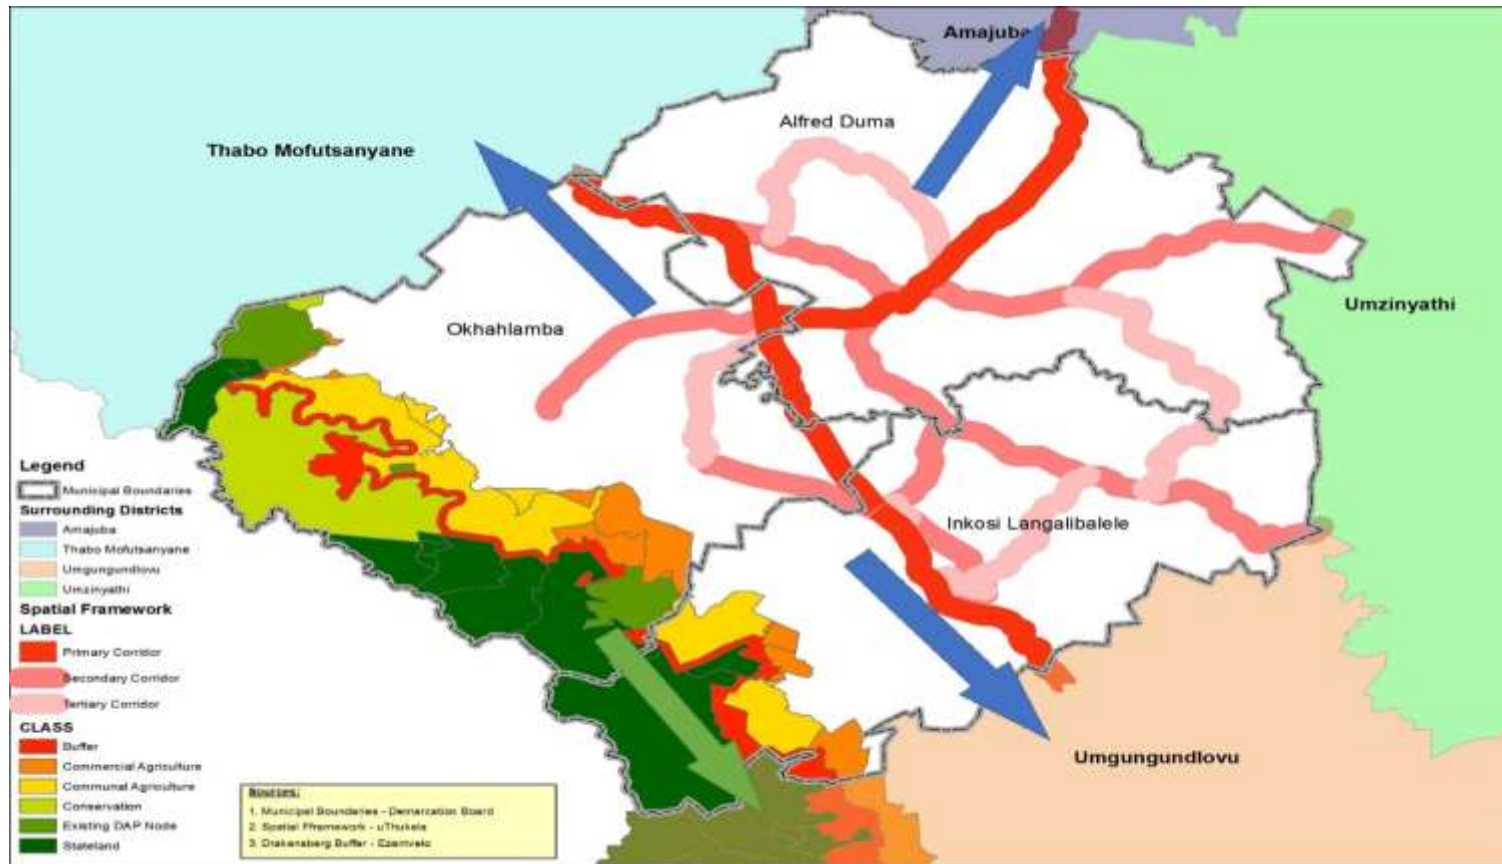 Amajuba
Alfred Duma
Thabo Mofutsanyane
Umzinyathi
Okhahlamba
Inkosi Langalibalele
Umgungundlovu
Legend
Municipal Boundaries
Surrounding Districts
Amajuba
Thabo Mofutsanyane
Umgungundlovu
Umzinyathi
Spatial Framework
LABEL
Primary Corridor
Secondary Corridor
Tertiary Corridor
CLASS
Buffer
Commercial Agriculture
Communal Agriculture
Conservation
Existing DAP Node
Stateland
Sources:
1. Municipal Boundaries - Demarcation Board
2. Spatial Fframework - uThukela
3. Drakensberg Buffer - Ezemvelo